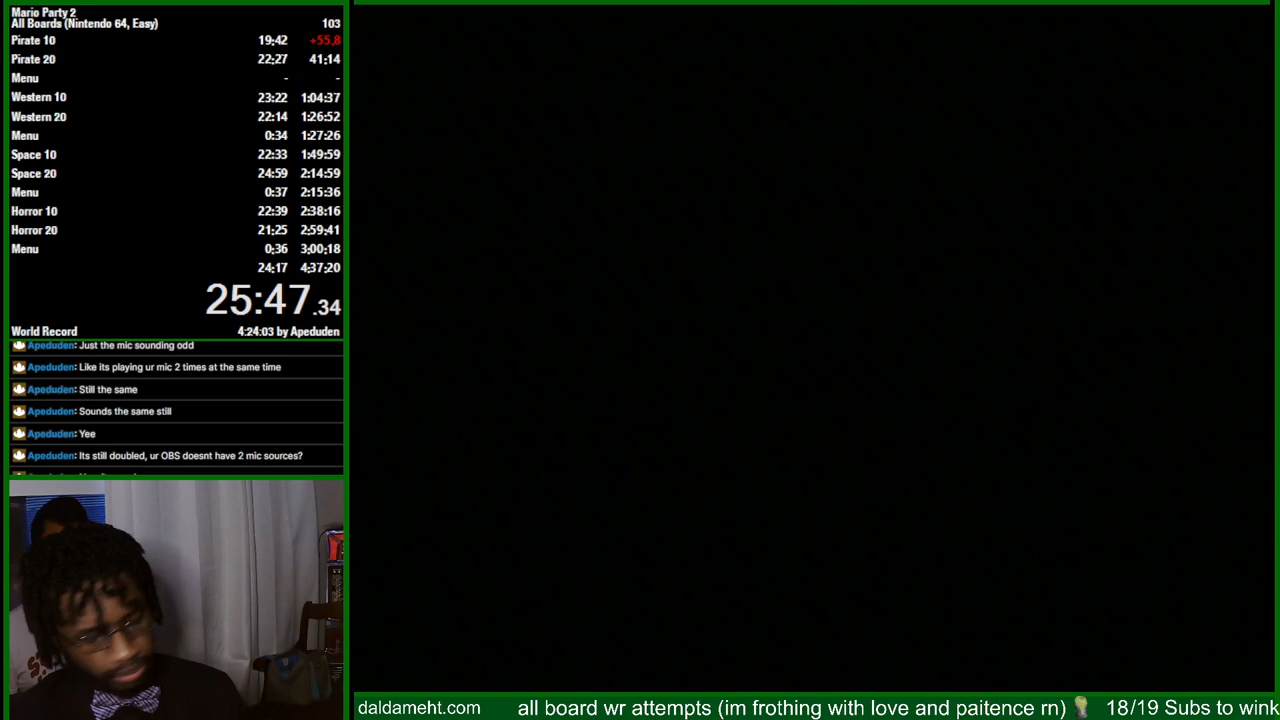 Mario Party 2
All Boards (Nintendo 64, Easy) 103
Pirate 10 19:42 +55,8
Pirate 20 22:27 41:14
Menu - -
Western 10 23:22 1:04:37
Western 20 22:14 1:26:52
Menu 0:34 1:27:26
Space 10 22:33 1:49:59
Space 20 24:59 2:14:59
Menu 0:37 2:15:36
Horror 10 22:39 2:38:16
Horror 20 21:25 2:59:41
Menu 0:36 3:00:18
24:17 4:37:20
25:47.34
World Record 4:24:03 by Apeduden
Apeduden: Just the mic sounding odd
Apeduden: Like its playing ur mic 2 times at the same time
Apeduden: Still the same
Apeduden: Sounds the same still
Apeduden: Yee
Apeduden: Its still doubled, ur OBS doesnt have 2 mic sources?
daldameht.com all board wr attempts (im frothing with love and paitence rn) 18/19 Subs to wink